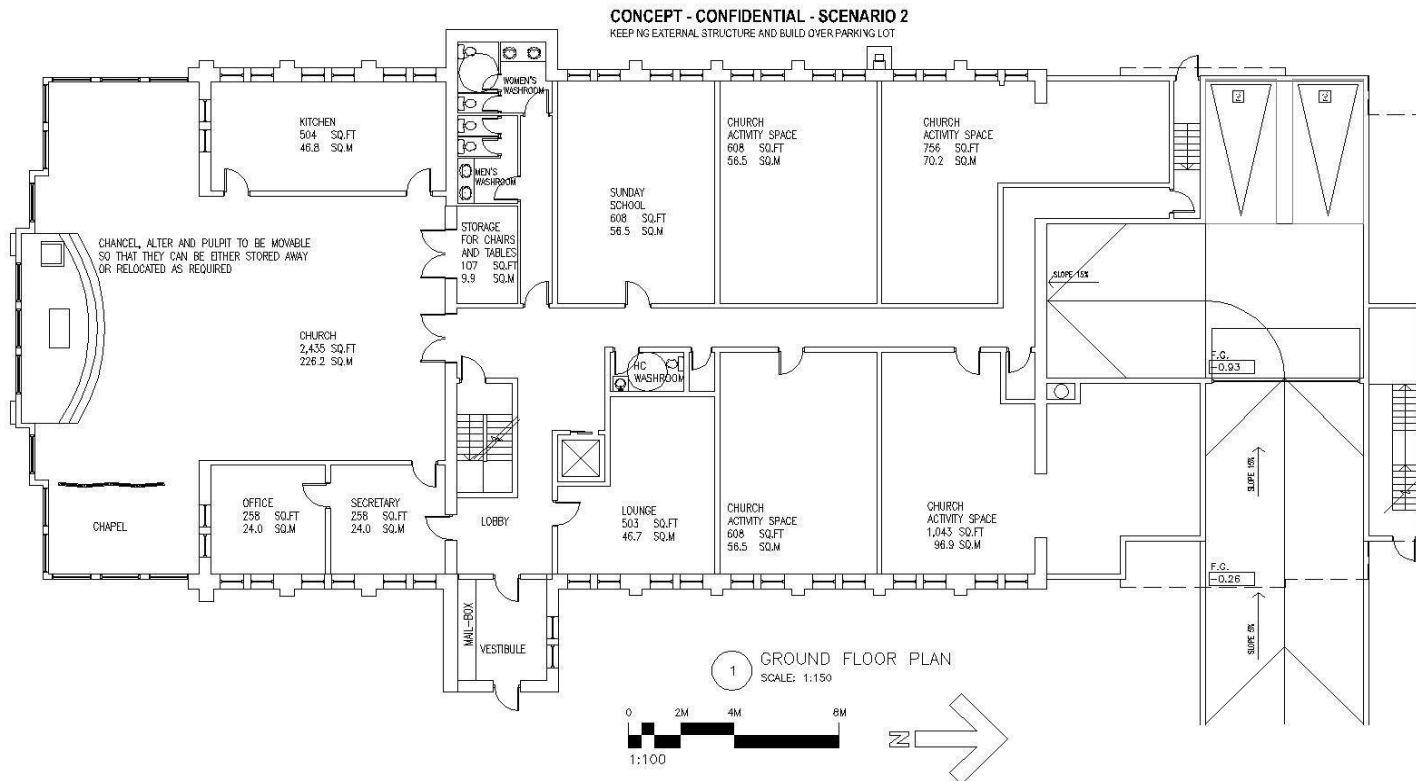 CONCEPT - CONFIDENTIAL - SCENARIO 2
KEEPING EXTERNAL STRUCTURE AND BUILD OVER PARKING LOT
WOMEN'S
WASHROOM
KITCHEN
504 SQ.FT
46.8 SQ.M
CHURCH
ACTIVITY SPACE
608 SQ.FT
56.5 SQ.M
CHURCH
ACTIVITY SPACE
756 SQ.FT
70.2 SQ.M
MEN'S
WASHROOM
SUNDAY
SCHOOL
608 SQ.FT
56.5 SQ.M
STORAGE
FOR CHAIRS
AND TABLES
107 SQ.FT
9.9 SQ.M
CHANCEL, ALTER AND PULPIT TO BE MOVABLE
SO THAT THEY CAN BE EITHER STORED AWAY
OR RELOCATED AS REQUIRED
SLOPE 15%
CHURCH
2,435 SQ.FT
226.2 SQ.M
HC
WASHROOM
F.G.
-0.93
SLOPE 15%
OFFICE
258 SQ.FT
24.0 SQ.M
SECRETARY
258 SQ.FT
24.0 SQ.M
LOBBY
LOUNGE
503 SQ.FT
46.7 SQ.M
CHURCH
ACTIVITY SPACE
608 SQ.FT
56.5 SQ.M
CHURCH
ACTIVITY SPACE
1,043 SQ.FT
96.9 SQ.M
CHAPEL
F.G.
-0.26
SLOPE 6%
MAIL-BOX
VESTIBULE
1
GROUND FLOOR PLAN
SCALE: 1:150
0 2M 4M 8M
1:100
N